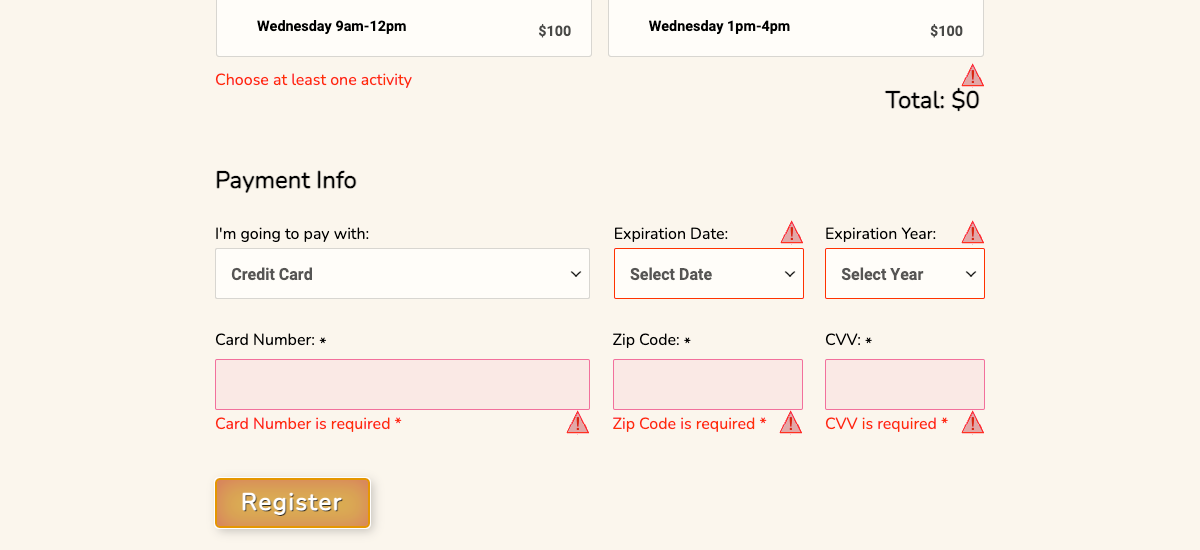 Wednesday 9am-12pm $100 Wednesday 1pm-4pm $100
Choose at least one activity
Total: $0
Payment Info
I'm going to pay with: Expiration Date: Expiration Year:
Credit Card Select Date Select Year
Card Number: * Zip Code: * CVV: *
Card Number is required * Zip Code is required * CVV is required *
Register